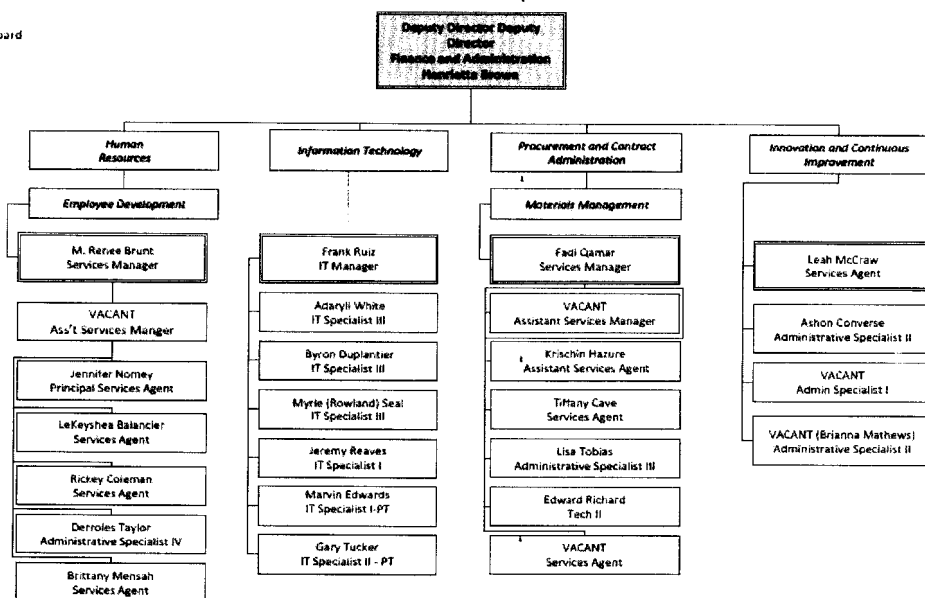 Deputy Director Deputy
Director
Finance and Administration
Henrietta Brown
Human
Resources
Employee Development
M. Renee Brunt
Services Manager
VACANT
Ass't Services Manger
Jennifer Nomey
Principal Services Agent
LeKeyshea Balancier
Services Agent
Rickey Coleman
Services Agent
Derroles Taylor
Administrative Specialist IV
Brittany Mensah
Services Agent
Information Technology
Frank Ruiz
IT Manager
Adaryll White
IT Specialist III
Byron Duplantier
IT Specialist III
Myrle (Rowland) Seal
IT Specialist III
Jeremy Reaves
IT Specialist I
Marvin Edwards
IT Specialist I-PT
Gary Tucker
IT Specialist II - PT
Procurement and Contract
Administration
Materials Management
Fadi Qamar
Services Manager
VACANT
Assistant Services Manager
Krischin Hazure
Assistant Services Agent
Tiffany Cave
Services Agent
Lisa Tobias
Administrative Specialist III
Edward Richard
Tech II
VACANT
Services Agent
Innovation and Continuous
Improvement
Leah McCraw
Services Agent
Ashon Converse
Administrative Specialist II
VACANT
Admin Specialist I
VACANT (Brianna Mathews)
Administrative Specialist II